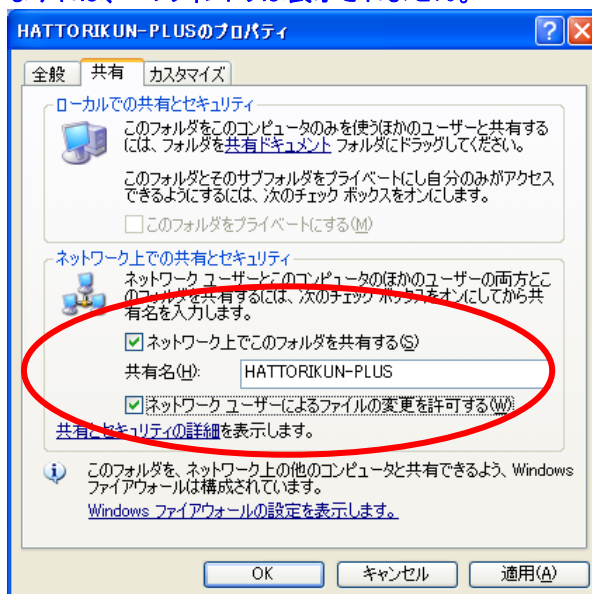 HATTORIKUN-PLUSのプロパティ
全般 共有 カスタマイズ
ローカルでの共有とセキュリティ
このフォルダをこのコンピュータのみを使うほかのユーザーと共有する
には、フォルダを共有ドキュメント フォルダにドラッグしてください。
このフォルダとそのサブフォルダをプライベートにし自分のみがアクセス
できるようにするには、次のチェック ボックスをオンにします。
このフォルダをプライベートにする(M)
ネットワーク上での共有とセキュリティ
ネットワーク ユーザーとこのコンピュータのほかのユーザーの両方とこ
のフォルダを共有するには、次のチェック ボックスをオンにしてから共
有名を入力します。
ネットワーク上でこのフォルダを共有する(S)
共有名(H): HATTORIKUN-PLUS
ネットワーク ユーザーによるファイルの変更を許可する(W)
共有とセキュリティの詳細を表示します。
このフォルダを、ネットワーク上の他のコンピュータと共有できるよう、Windows
ファイアウォールは構成されています。
Windows ファイアウォールの設定を表示します。
OK キャンセル 適用(A)